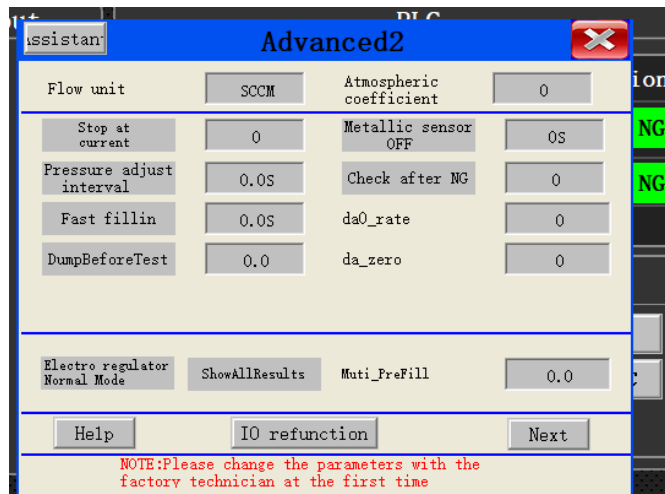 PLC
Assistan
Advanced2
ion
Flow unit
SCCM
Atmospheric
coefficient
0
Stop at
current
0
Metallic sensor
OFF
0S
NG
Pressure adjust
interval
0.0S
Check after NG
0
NG
Fast fillin
0.0S
da0_rate
0
DumpBeforeTest
0.0
da_zero
0
Electro regulator
Normal Mode
ShowAllResults
Muti_PreFill
0.0
Help
IO refunction
Next
NOTE:Please change the parameters with the
factory technician at the first time